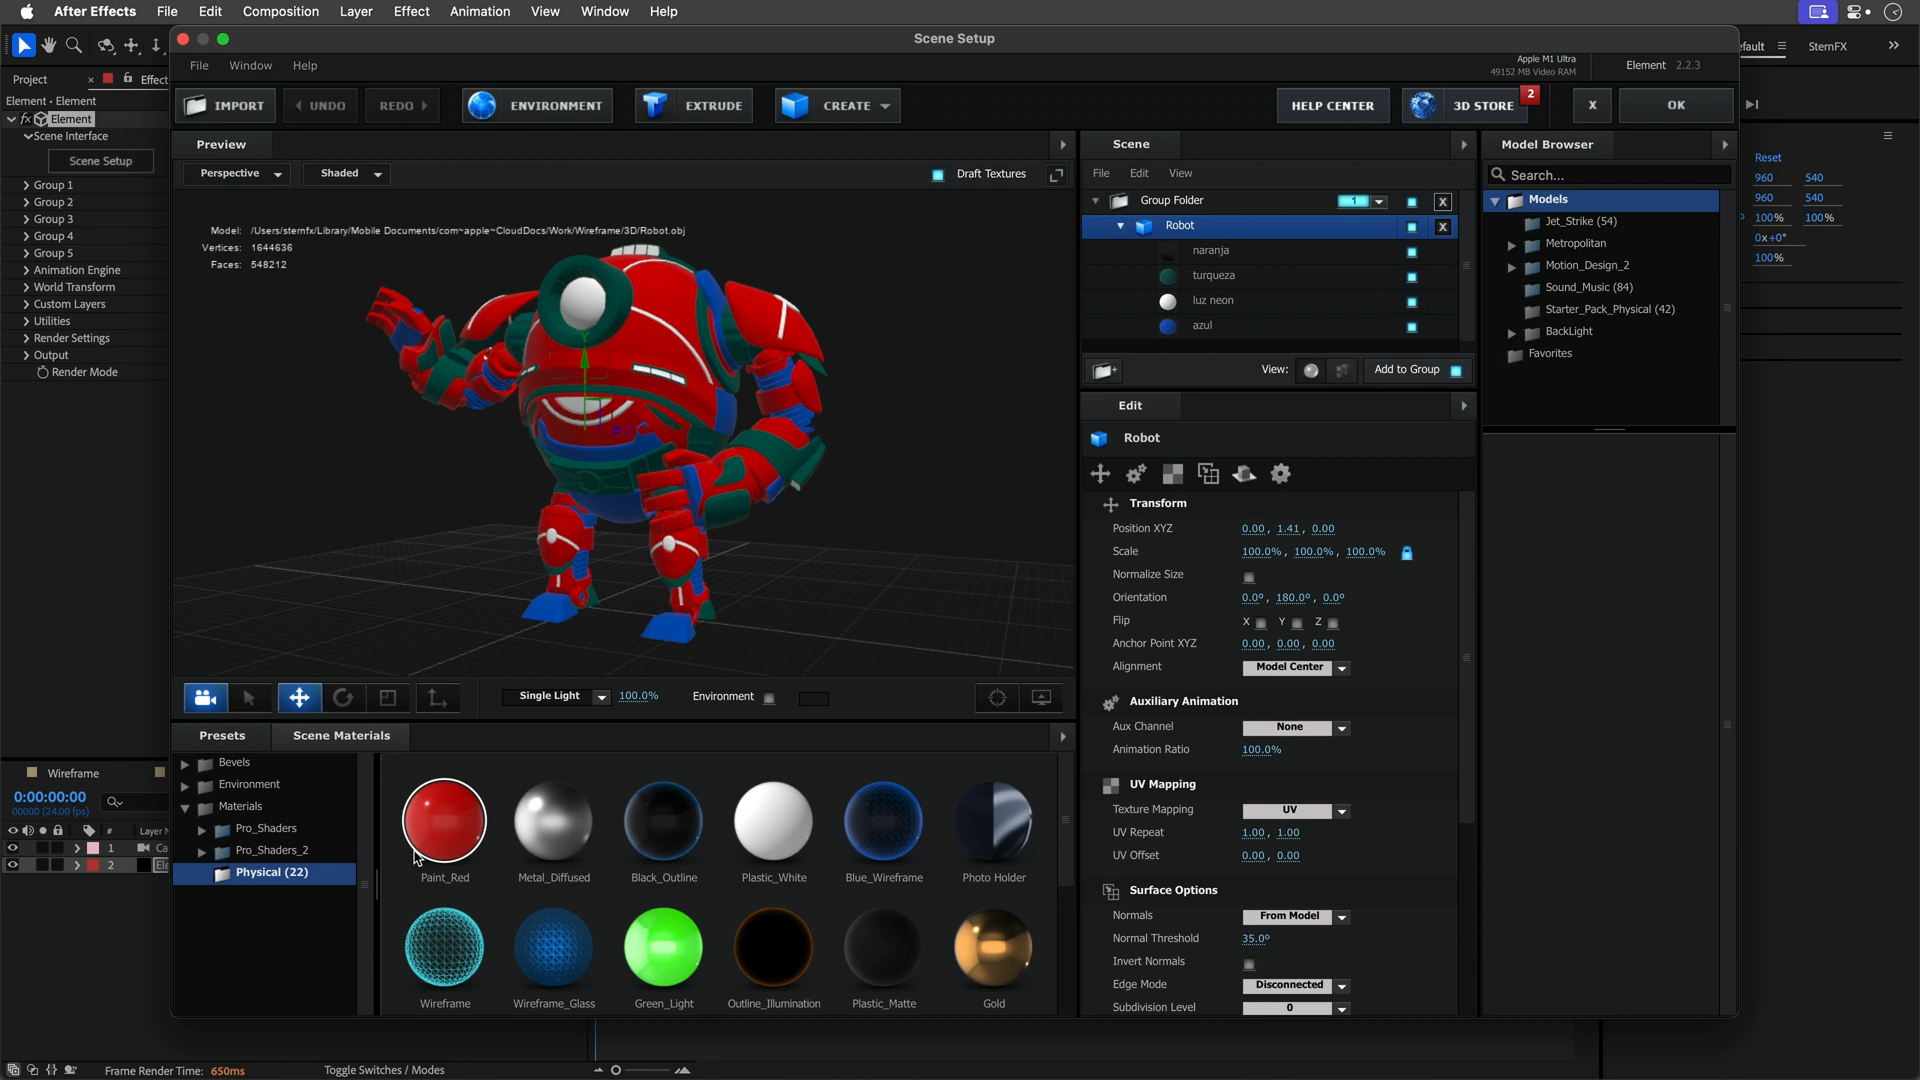 After Effects File Edit Composition Layer Effect Animation View Window Help
Scene Setup
efault
SternFX
File Window Help
Apple M1 Ultra
49152 MB Video RAM
Element 2.2.3
Project
Effect
IMPORT
UNDO
REDO
ENVIRONMENT
EXTRUDE
CREATE
HELP CENTER
3D STORE
2
X
OK
Element • Element
fx Element
Scene Interface
Scene Setup
Group 1
Group 2
Group 3
Group 4
Group 5
Animation Engine
World Transform
Custom Layers
Utilities
Render Settings
Output
Render Mode
Preview
Perspective
Shaded
Draft Textures
Model: /Users/sternfx/Library/Mobile Documents/com~apple~CloudDocs/Work/Wireframe/3D/Robot.obj
Vertices: 1644636
Faces: 548212
Single Light
100.0%
Environment
Scene
File Edit View
Group Folder
1
X
Robot
X
naranja
turqueza
luz neon
azul
View:
Add to Group
Edit
Robot
Transform
Position XYZ 0.00, 1.41, 0.00
Scale 100.0%, 100.0%, 100.0%
Normalize Size
Orientation 0.0º, 180.0º, 0.0º
Flip X Y Z
Anchor Point XYZ 0.00, 0.00, 0.00
Alignment Model Center
Auxiliary Animation
Aux Channel None
Animation Ratio 100.0%
UV Mapping
Texture Mapping UV
UV Repeat 1.00, 1.00
UV Offset 0.00, 0.00
Surface Options
Normals From Model
Normal Threshold 35.0º
Invert Normals
Edge Mode Disconnected
Subdivision Level 0
Model Browser
Search...
Models
Jet_Strike (54)
Metropolitan
Motion_Design_2
Sound_Music (84)
Starter_Pack_Physical (42)
BackLight
Favorites
Reset
960 540
960 540
100% 100%
0x+0°
100%
Presets
Scene Materials
Bevels
Environment
Materials
Pro_Shaders
Pro_Shaders_2
Physical (22)
Paint_Red
Metal_Diffused
Black_Outline
Plastic_White
Blue_Wireframe
Photo Holder
Wireframe
Wireframe_Glass
Green_Light
Outline_Illumination
Plastic_Matte
Gold
Wireframe
0:00:00:00
00000 (24.00 fps)
# Layer N
1 Ca
2 Ele
Frame Render Time: 650ms
Toggle Switches / Modes